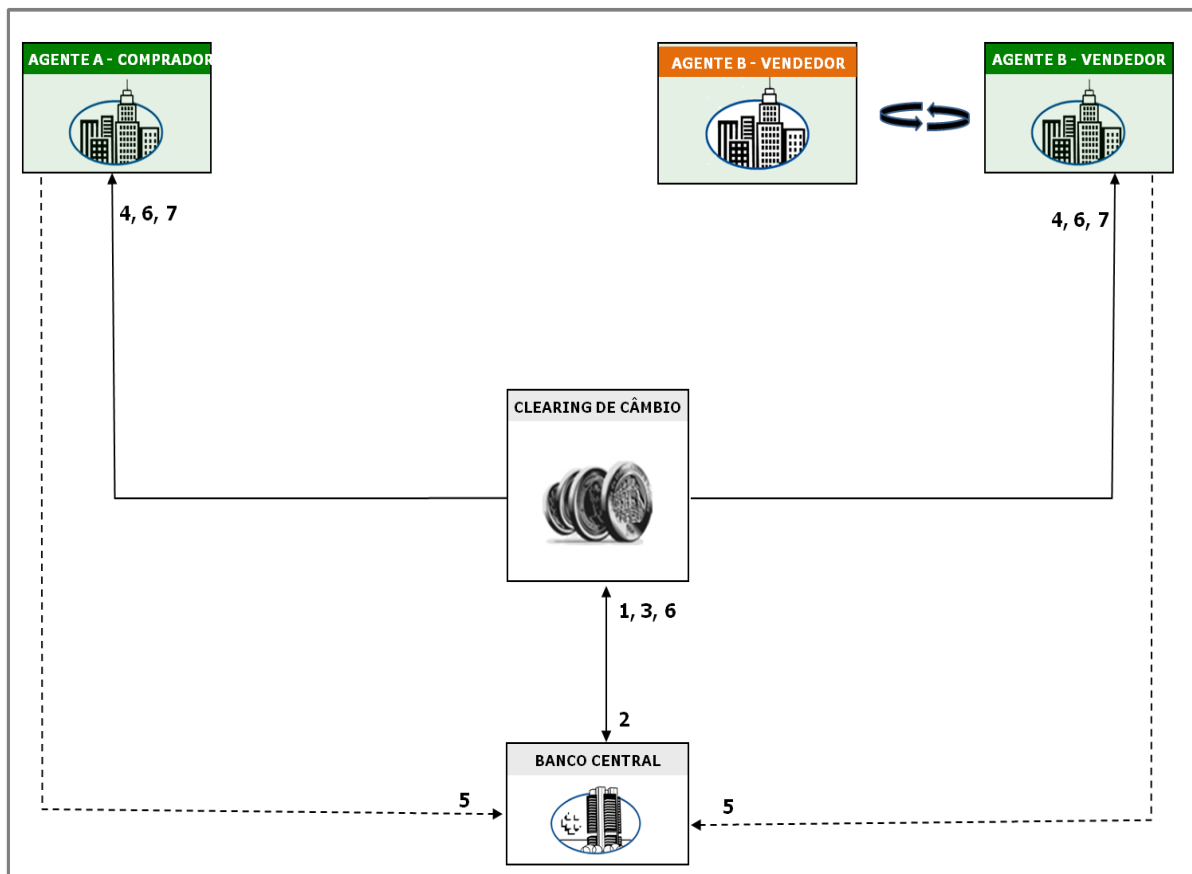 AGENTE A - COMPRADOR
AGENTE B - VENDEDOR
AGENTE B - VENDEDOR
4, 6, 7
4, 6, 7
CLEARING DE CÂMBIO
1, 3, 6
2
BANCO CENTRAL
5
5